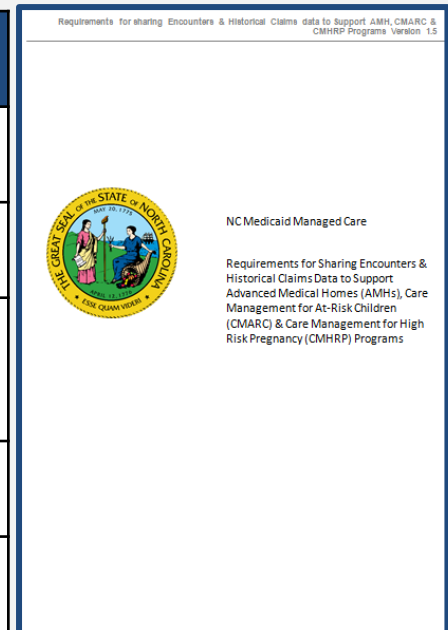 Requirements for sharing Encounters & Historical Claims data to Support AMH, CMARC &
CMHRP Programs Version 1.5
THE GREAT SEAL OF THE STATE OF NORTH CAROLINA
MAY 20, 1775
APRIL 12, 1776
ESSE QUAM VIDERI
NC Medicaid Managed Care
Requirements for Sharing Encounters &
Historical Claims Data to Support
Advanced Medical Homes (AMHs), Care
Management for At-Risk Children
(CMARC) & Care Management for High
Risk Pregnancy (CMHRP) Programs